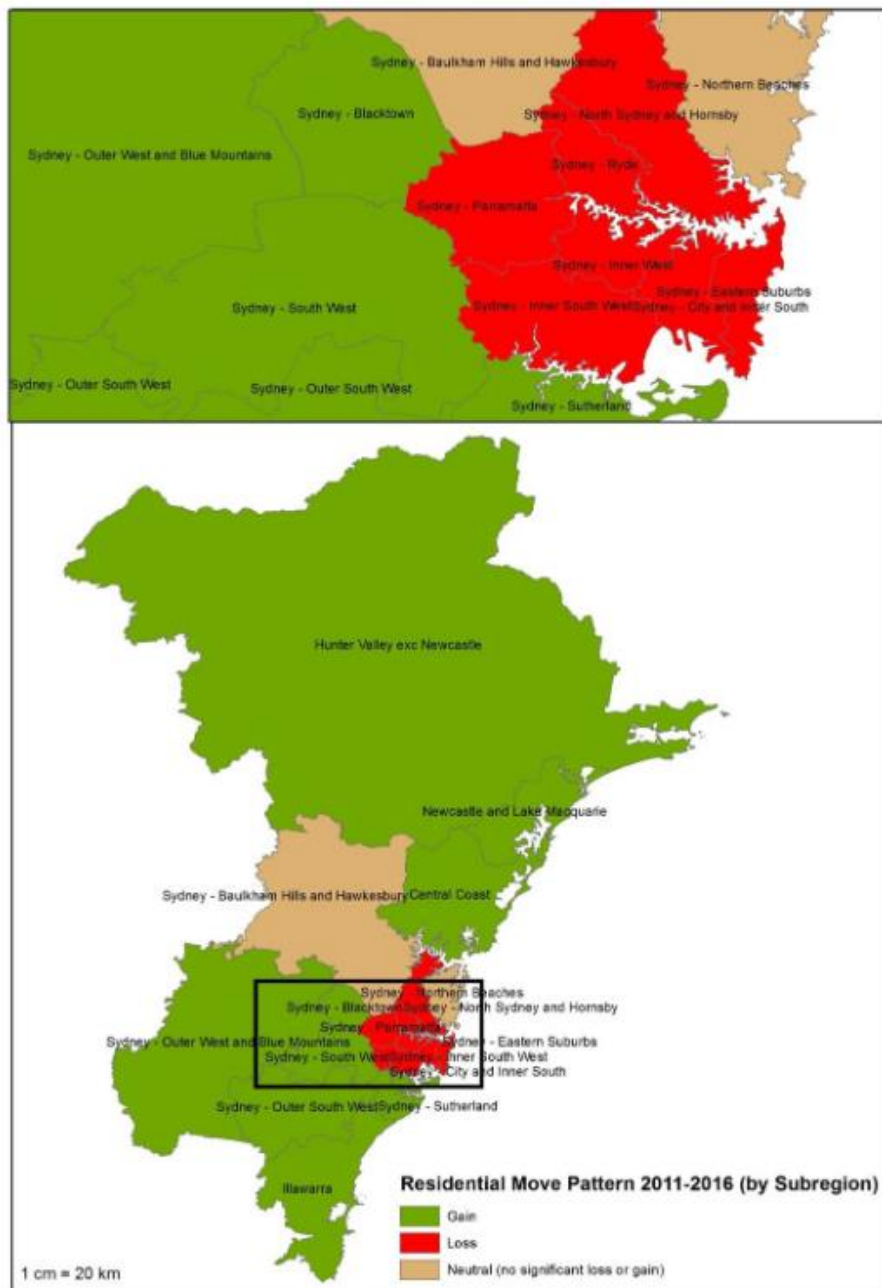 Sydney - Baulkham Hills and Hawkesbury
Sydney - Northern Beaches
Sydney - Blacktown
Sydney - North Sydney and Hornsby
Sydney - Outer West and Blue Mountains
Sydney - Ryde
Sydney - Parramatta
Sydney - Inner West
Sydney - Eastern Suburbs
Sydney - South West
Sydney - Inner South West
Sydney - City and Inner South
Sydney - Outer South West
Sydney - Outer South West
Sydney - Sutherland
Hunter Valley exc Newcastle
Newcastle and Lake Macquarie
Sydney - Baulkham Hills and Hawkesbury
Central Coast
Sydney - Northern Beaches
Sydney - Blacktown
Sydney - North Sydney and Hornsby
Sydney - Parramatta
Sydney - Outer West and Blue Mountains
Sydney - Eastern Suburbs
Sydney - South West
Sydney - Inner South West
Sydney - City and Inner South
Sydney - Outer South West
Sydney - Sutherland
Illawarra
Residential Move Pattern 2011-2016 (by Subregion)
Gain
Loss
Neutral (no significant loss or gain)
1 cm = 20 km